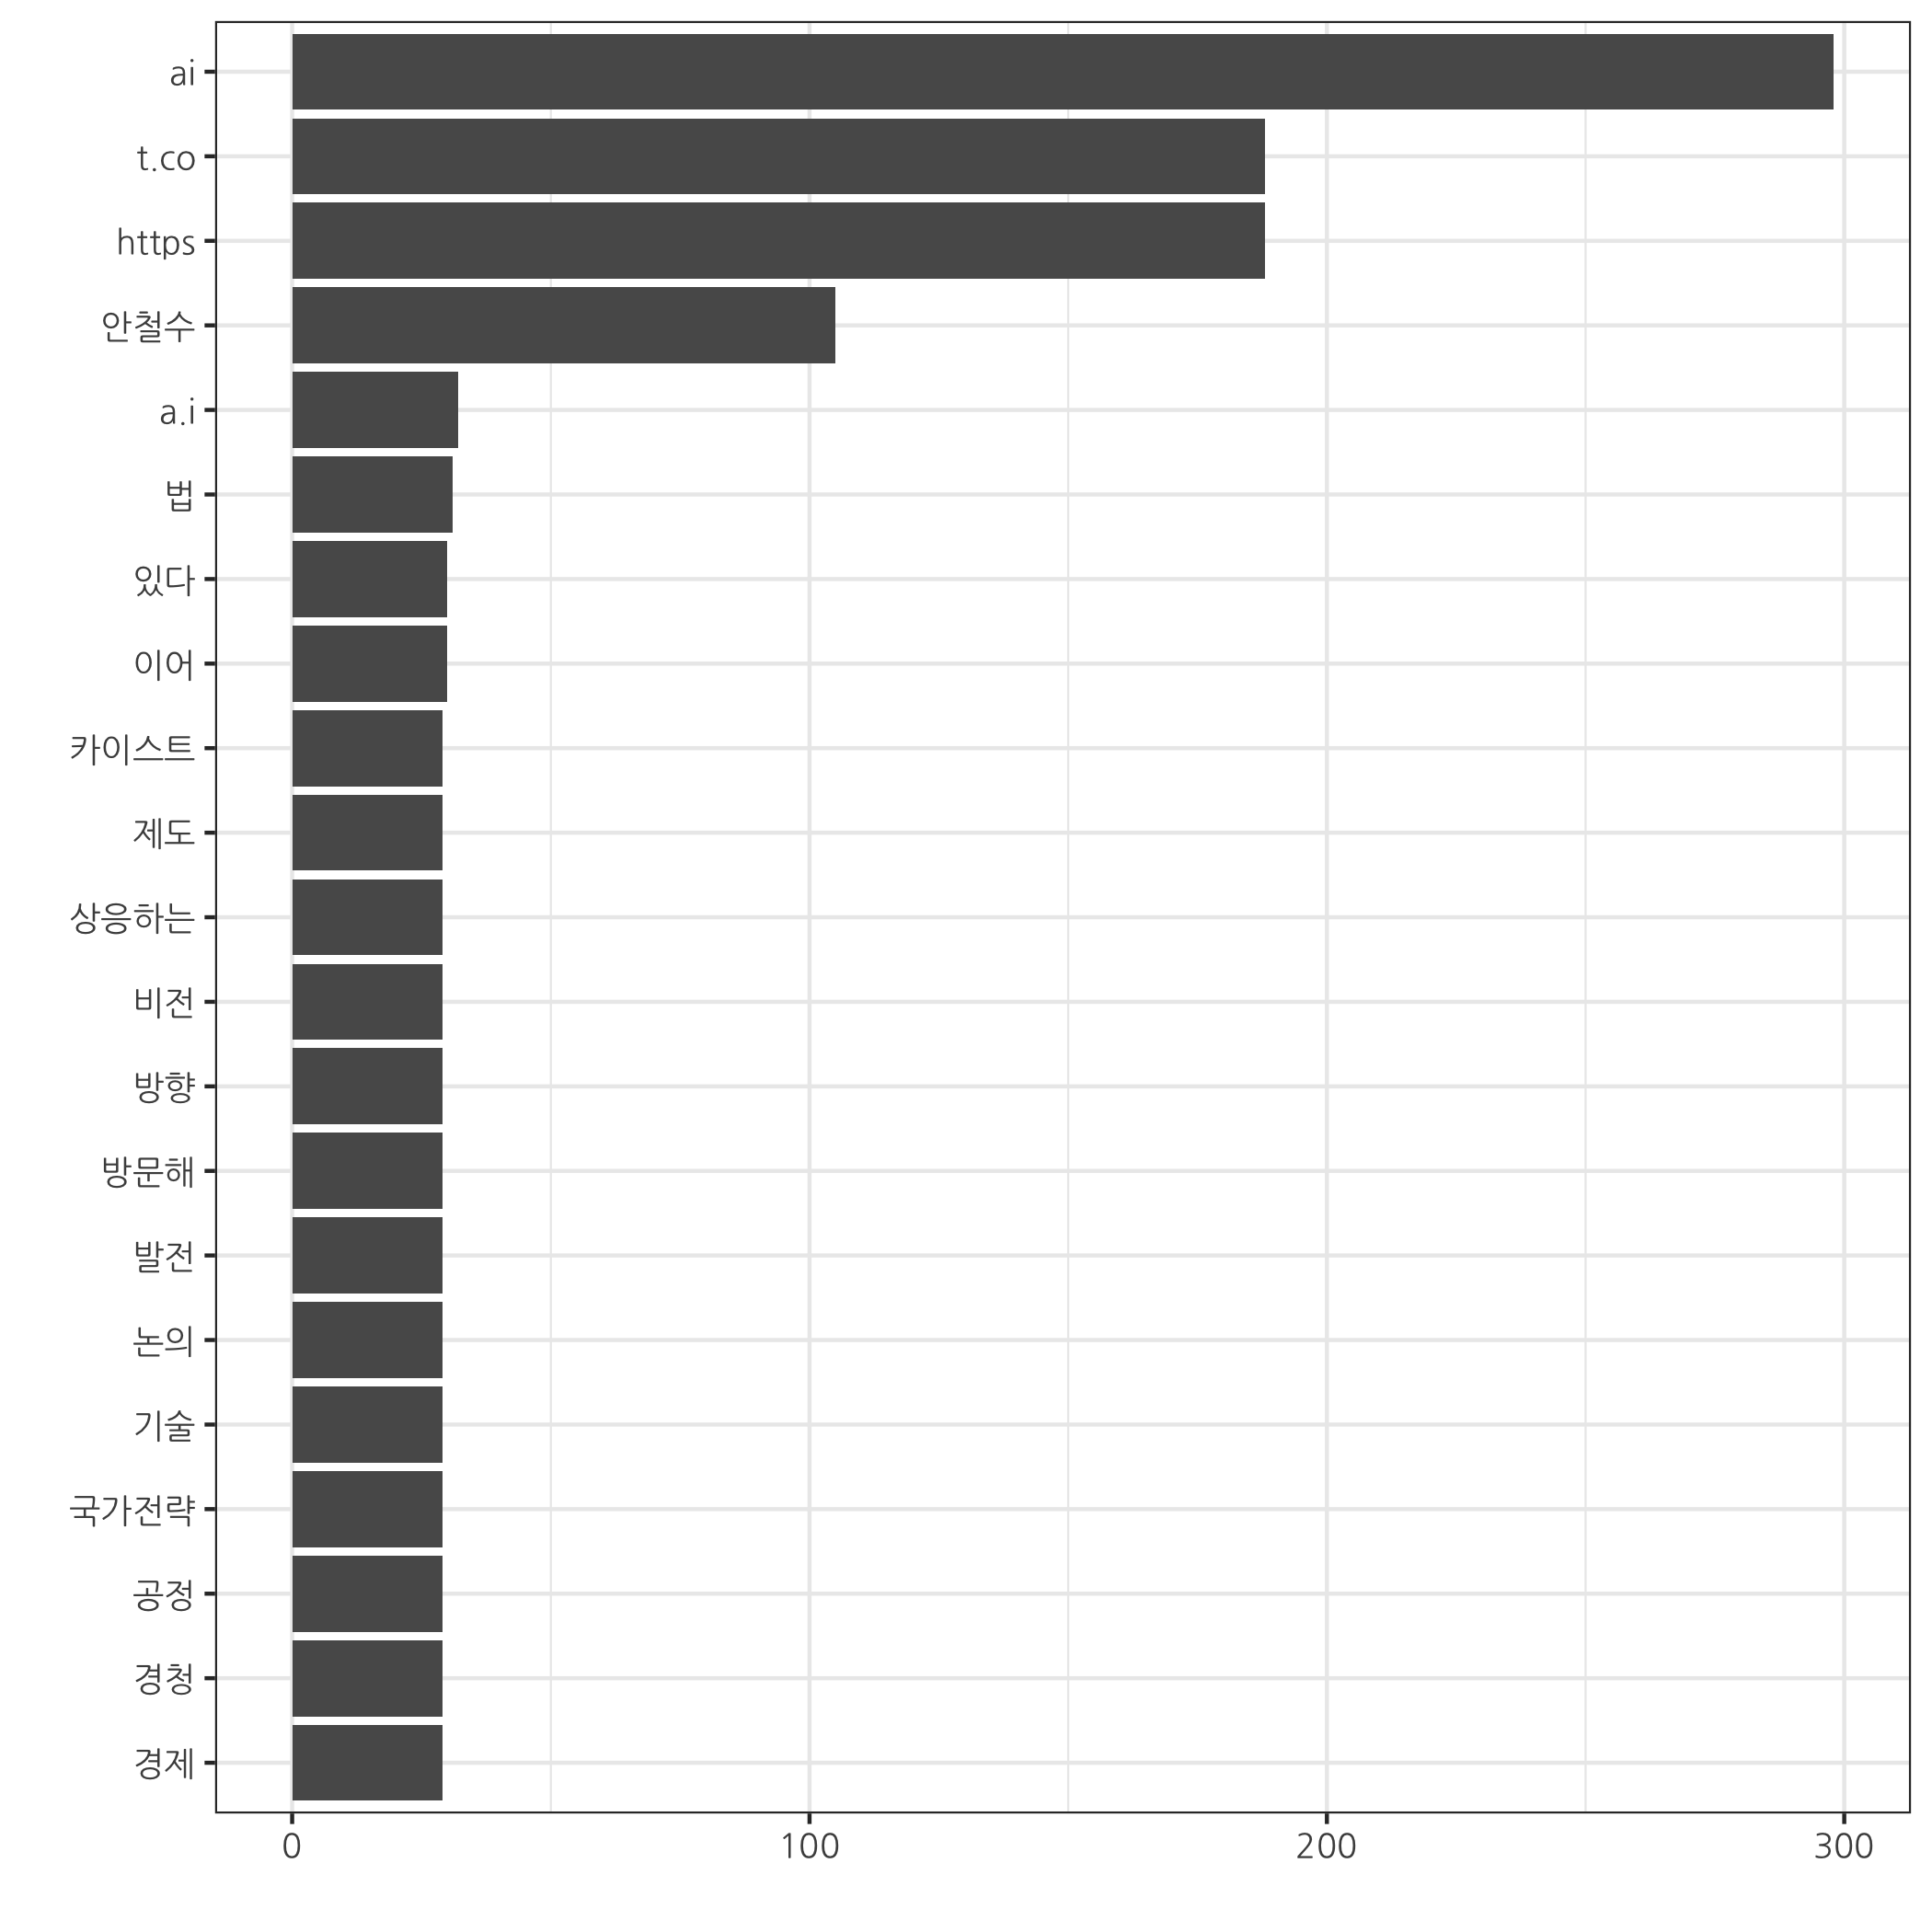 ai
t.co
https
안철수
a.i
법
있다
이어
카이스트
제도
상응하는
비전
방향
방문해
발전
논의
기술
국가전략
공정
경청
경제
0 100 200 300